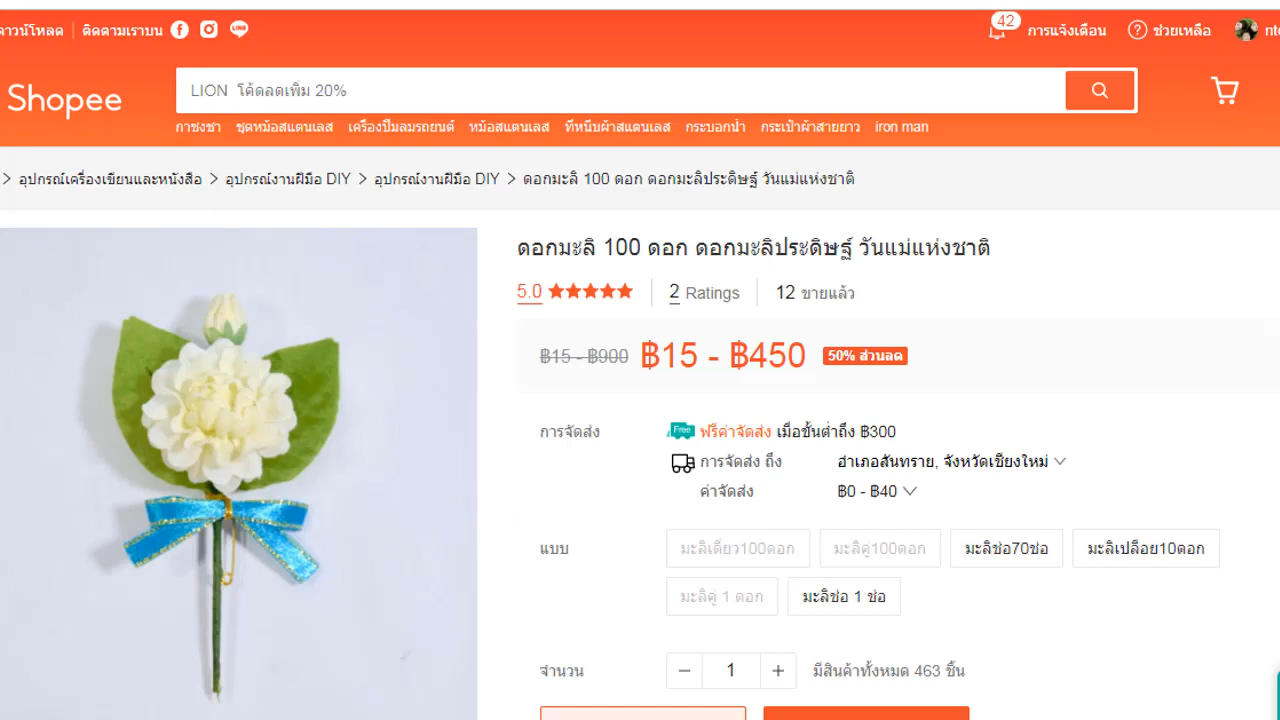 ดาวน์โหลด ติดตามเราบน LINE 42 การแจ้งเตือน ? ช่วยเหลือ
Shopee LION โค้ดลดเพิ่ม 20%
กาชงชา ชุดหม้อสแตนเลส เครื่องปั๊มลมรถยนต์ หม้อสแตนเลส ที่หนีบผ้าสแตนเลส กระบอกน้ำ กระเป๋าผ้าสายยาว iron man
> อุปกรณ์เครื่องเขียนและหนังสือ > อุปกรณ์งานฝีมือ DIY > อุปกรณ์งานฝีมือ DIY > ดอกมะลิ 100 ดอก ดอกมะลิประดิษฐ์ วันแม่แห่งชาติ
ดอกมะลิ 100 ดอก ดอกมะลิประดิษฐ์ วันแม่แห่งชาติ
5.0 2 Ratings 12 ขายแล้ว
฿15 - ฿900 ฿15 - ฿450 50% ส่วนลด
การจัดส่ง Free ฟรีค่าจัดส่ง เมื่อขั้นต่ำถึง ฿300
การจัดส่ง ถึง อำเภอสันทราย, จังหวัดเชียงใหม่
ค่าจัดส่ง ฿0 - ฿40
แบบ มะลิเดี่ยว100ดอก มะลิคู่100ดอก มะลิช่อ70ช่อ มะลิเปลือย10ดอก
มะลิคู่ 1 ดอก มะลิช่อ 1 ช่อ
จำนวน − 1 + มีสินค้าทั้งหมด 463 ชิ้น